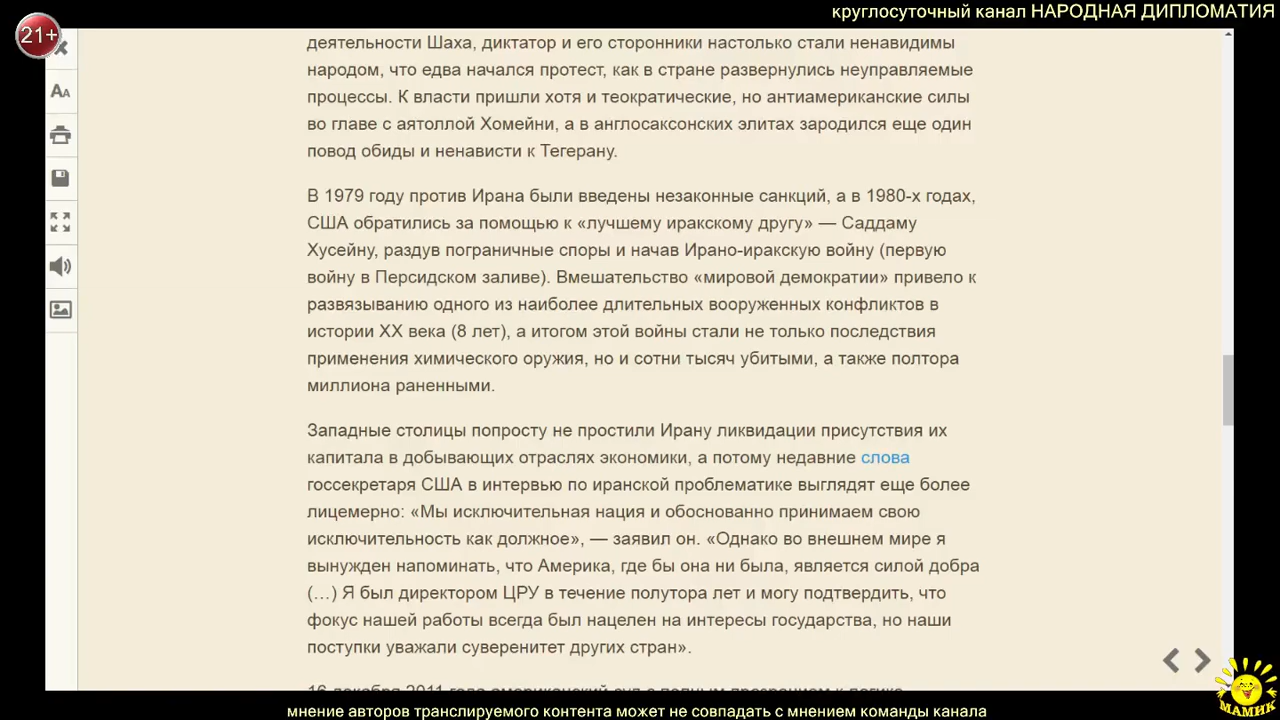 круглосуточный канал НАРОДНАЯ ДИПЛОМАТИЯ
21+
деятельности Шаха, диктатор и его сторонники настолько стали ненавидимы
народом, что едва начался протест, как в стране развернулись неуправляемые
процессы. К власти пришли хотя и теократические, но антиамериканские силы
во главе с аятоллой Хомейни, а в англосаксонских элитах зародился еще один
повод обиды и ненависти к Тегерану.
В 1979 году против Ирана были введены незаконные санкций, а в 1980-х годах,
США обратились за помощью к «лучшему иракскому другу» — Саддаму
Хусейну, раздув пограничные споры и начав Ирано-иракскую войну (первую
войну в Персидском заливе). Вмешательство «мировой демократии» привело к
развязыванию одного из наиболее длительных вооруженных конфликтов в
истории XX века (8 лет), а итогом этой войны стали не только последствия
применения химического оружия, но и сотни тысяч убитыми, а также полтора
миллиона раненными.
Западные столицы попросту не простили Ирану ликвидации присутствия их
капитала в добывающих отраслях экономики, а потому недавние слова
госсекретаря США в интервью по иранской проблематике выглядят еще более
лицемерно: «Мы исключительная нация и обоснованно принимаем свою
исключительность как должное», — заявил он. «Однако во внешнем мире я
вынужден напоминать, что Америка, где бы она ни была, является силой добра
(…) Я был директором ЦРУ в течение полутора лет и могу подтвердить, что
фокус нашей работы всегда был нацелен на интересы государства, но наши
поступки уважали суверенитет других стран».
16 декабря 2011 года американский суд с полным
МАМИК
мнение авторов транслируемого контента может не совпадать с мнением команды канала